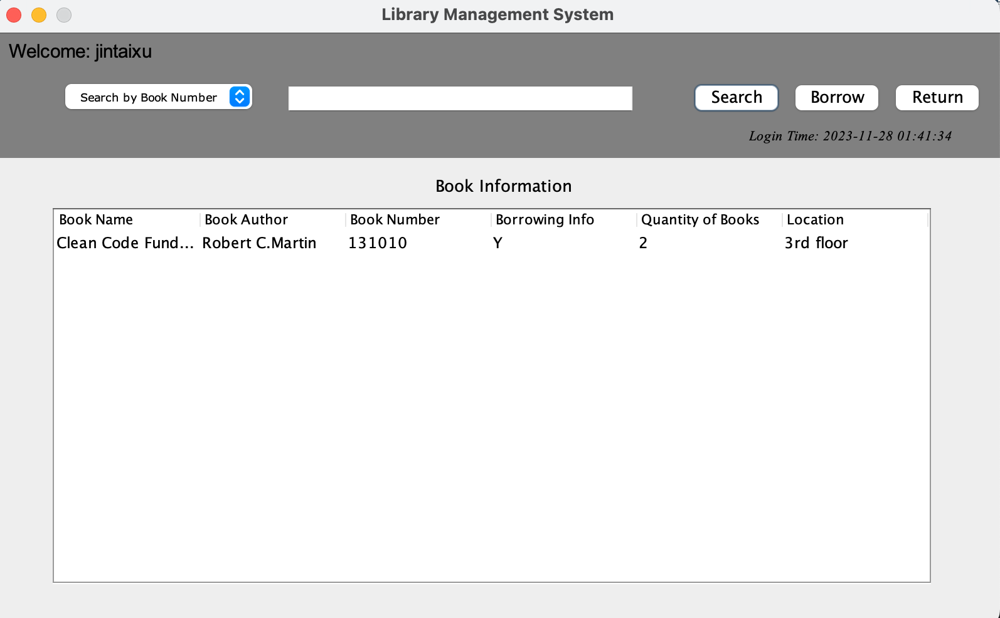 Library Management System
Welcome: jintaixu
Search by Book Number Search Borrow Return
Login Time: 2023-11-28 01:41:34
Book Information
Book Name Book Author Book Number Borrowing Info Quantity of Books Location
Clean Code Fund... Robert C.Martin 131010 Y 2 3rd floor